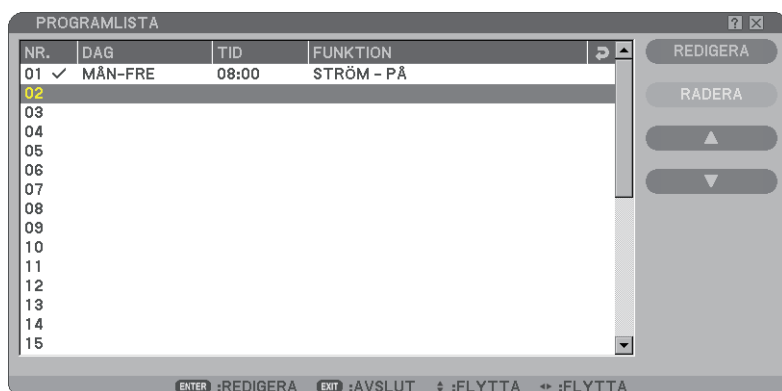 PROGRAMLISTA
NR. DAG TID FUNKTION
01 ✓ MÅN-FRE 08:00 STRÖM - PÅ
02
03
04
05
06
07
08
09
10
11
12
13
14
15
REDIGERA
RADERA
ENTER :REDIGERA EXIT :AVSLUT :FLYTTA :FLYTTA